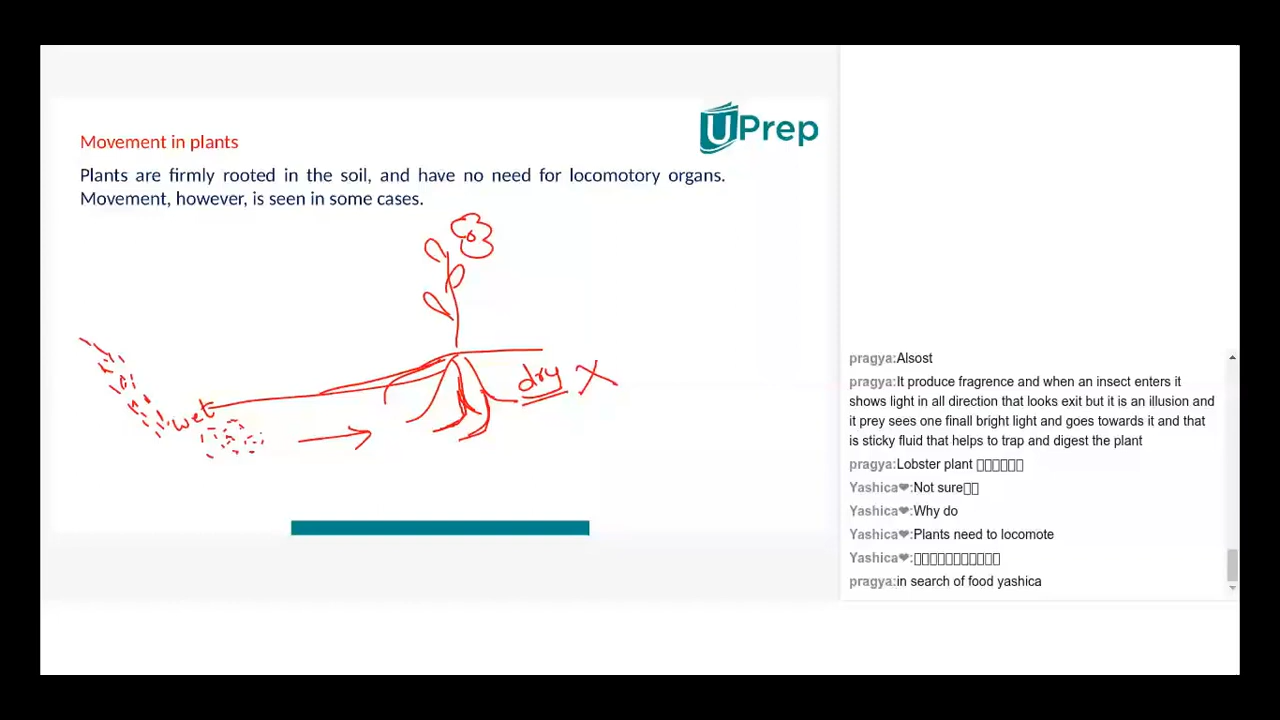 UPrep
Movement in plants
Plants are firmly rooted in the soil, and have no need for locomotory organs.
Movement, however, is seen in some cases.
dry X
wet
pragya:Alsost
pragya:It produce fragrence and when an insect enters it
shows light in all direction that looks exit but it is an illusion and
it prey sees one finall bright light and goes towards it and that
is sticky fluid that helps to trap and digest the plant
pragya:Lobster plant
Yashica❤:Not sure
Yashica❤:Why do
Yashica❤:Plants need to locomote
Yashica❤:
pragya:in search of food yashica